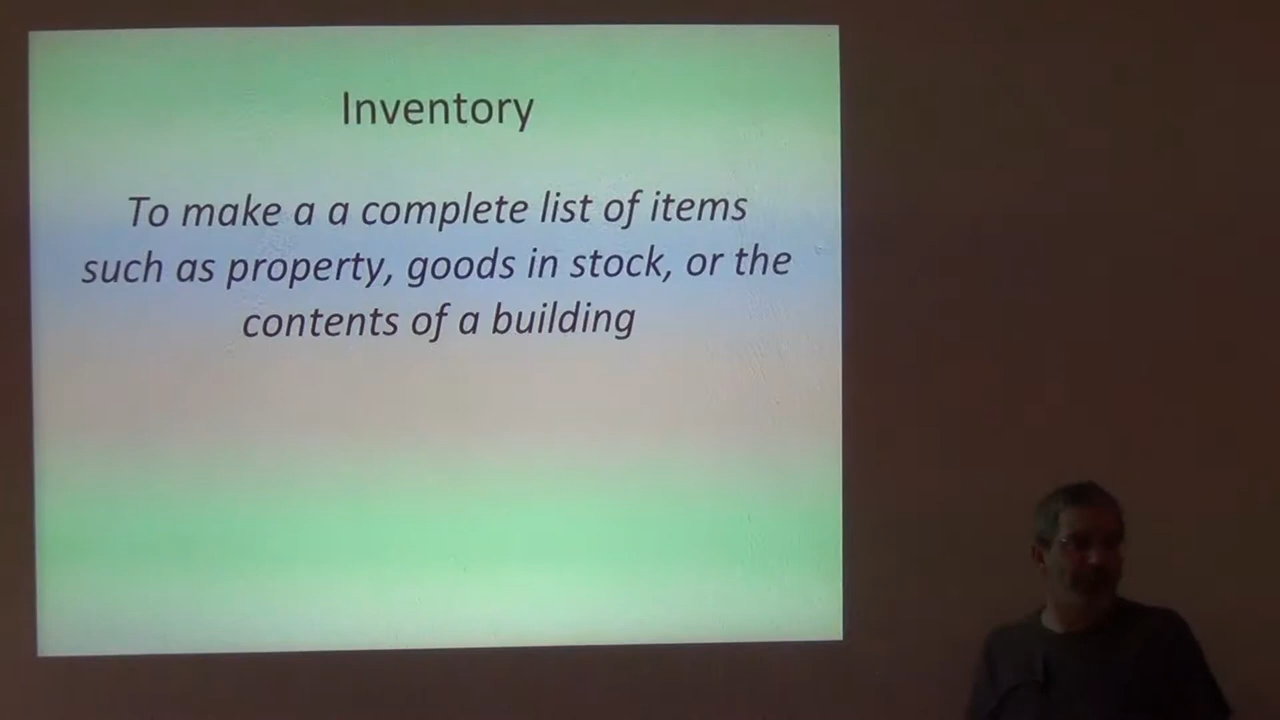 Inventory
To make a a complete list of items
such as property, goods in stock, or the
contents of a building